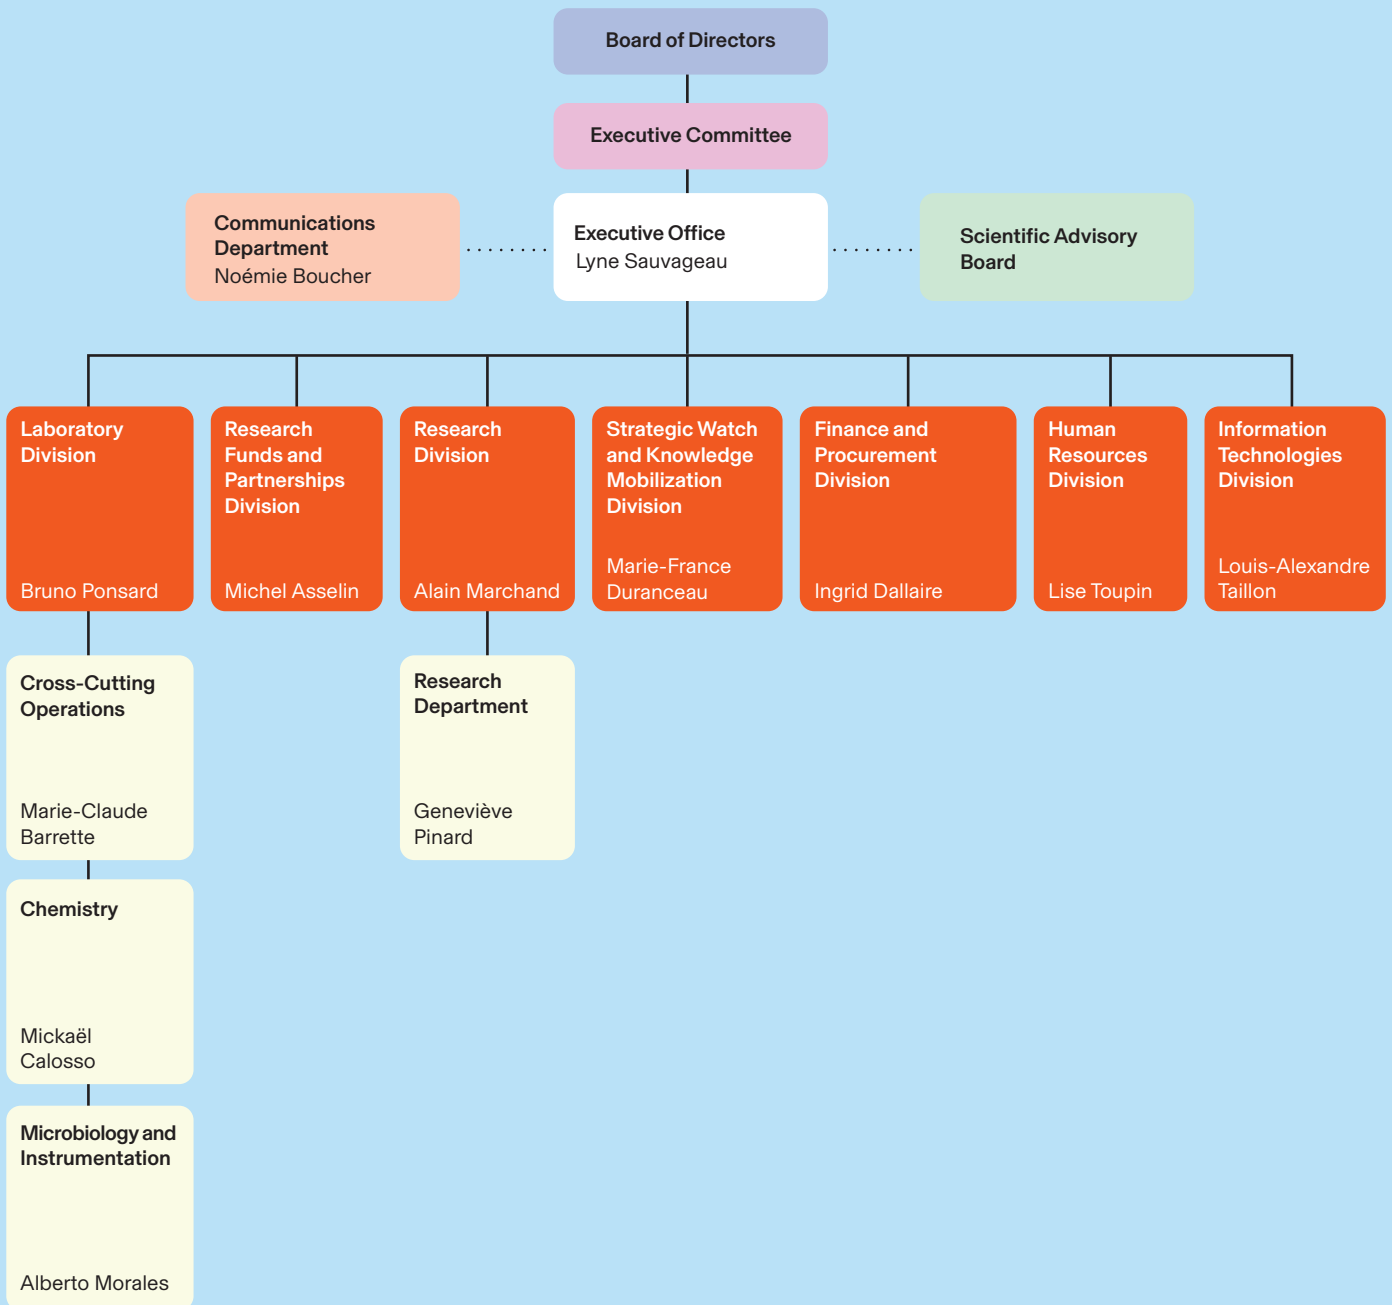 Board of Directors
Executive Committee
Communications
Department
Noémie Boucher
Executive Office
Lyne Sauvageau
Scientific Advisory
Board
Laboratory
Division
Bruno Ponsard
Research
Funds and
Partnerships
Division
Michel Asselin
Research
Division
Alain Marchand
Strategic Watch
and Knowledge
Mobilization
Division
Marie-France
Duranceau
Finance and
Procurement
Division
Ingrid Dallaire
Human
Resources
Division
Lise Toupin
Information
Technologies
Division
Louis-Alexandre
Taillon
Cross-Cutting
Operations
Marie-Claude
Barrette
Research
Department
Geneviève
Pinard
Chemistry
Mickaël
Calosso
Microbiology and
Instrumentation
Alberto Morales